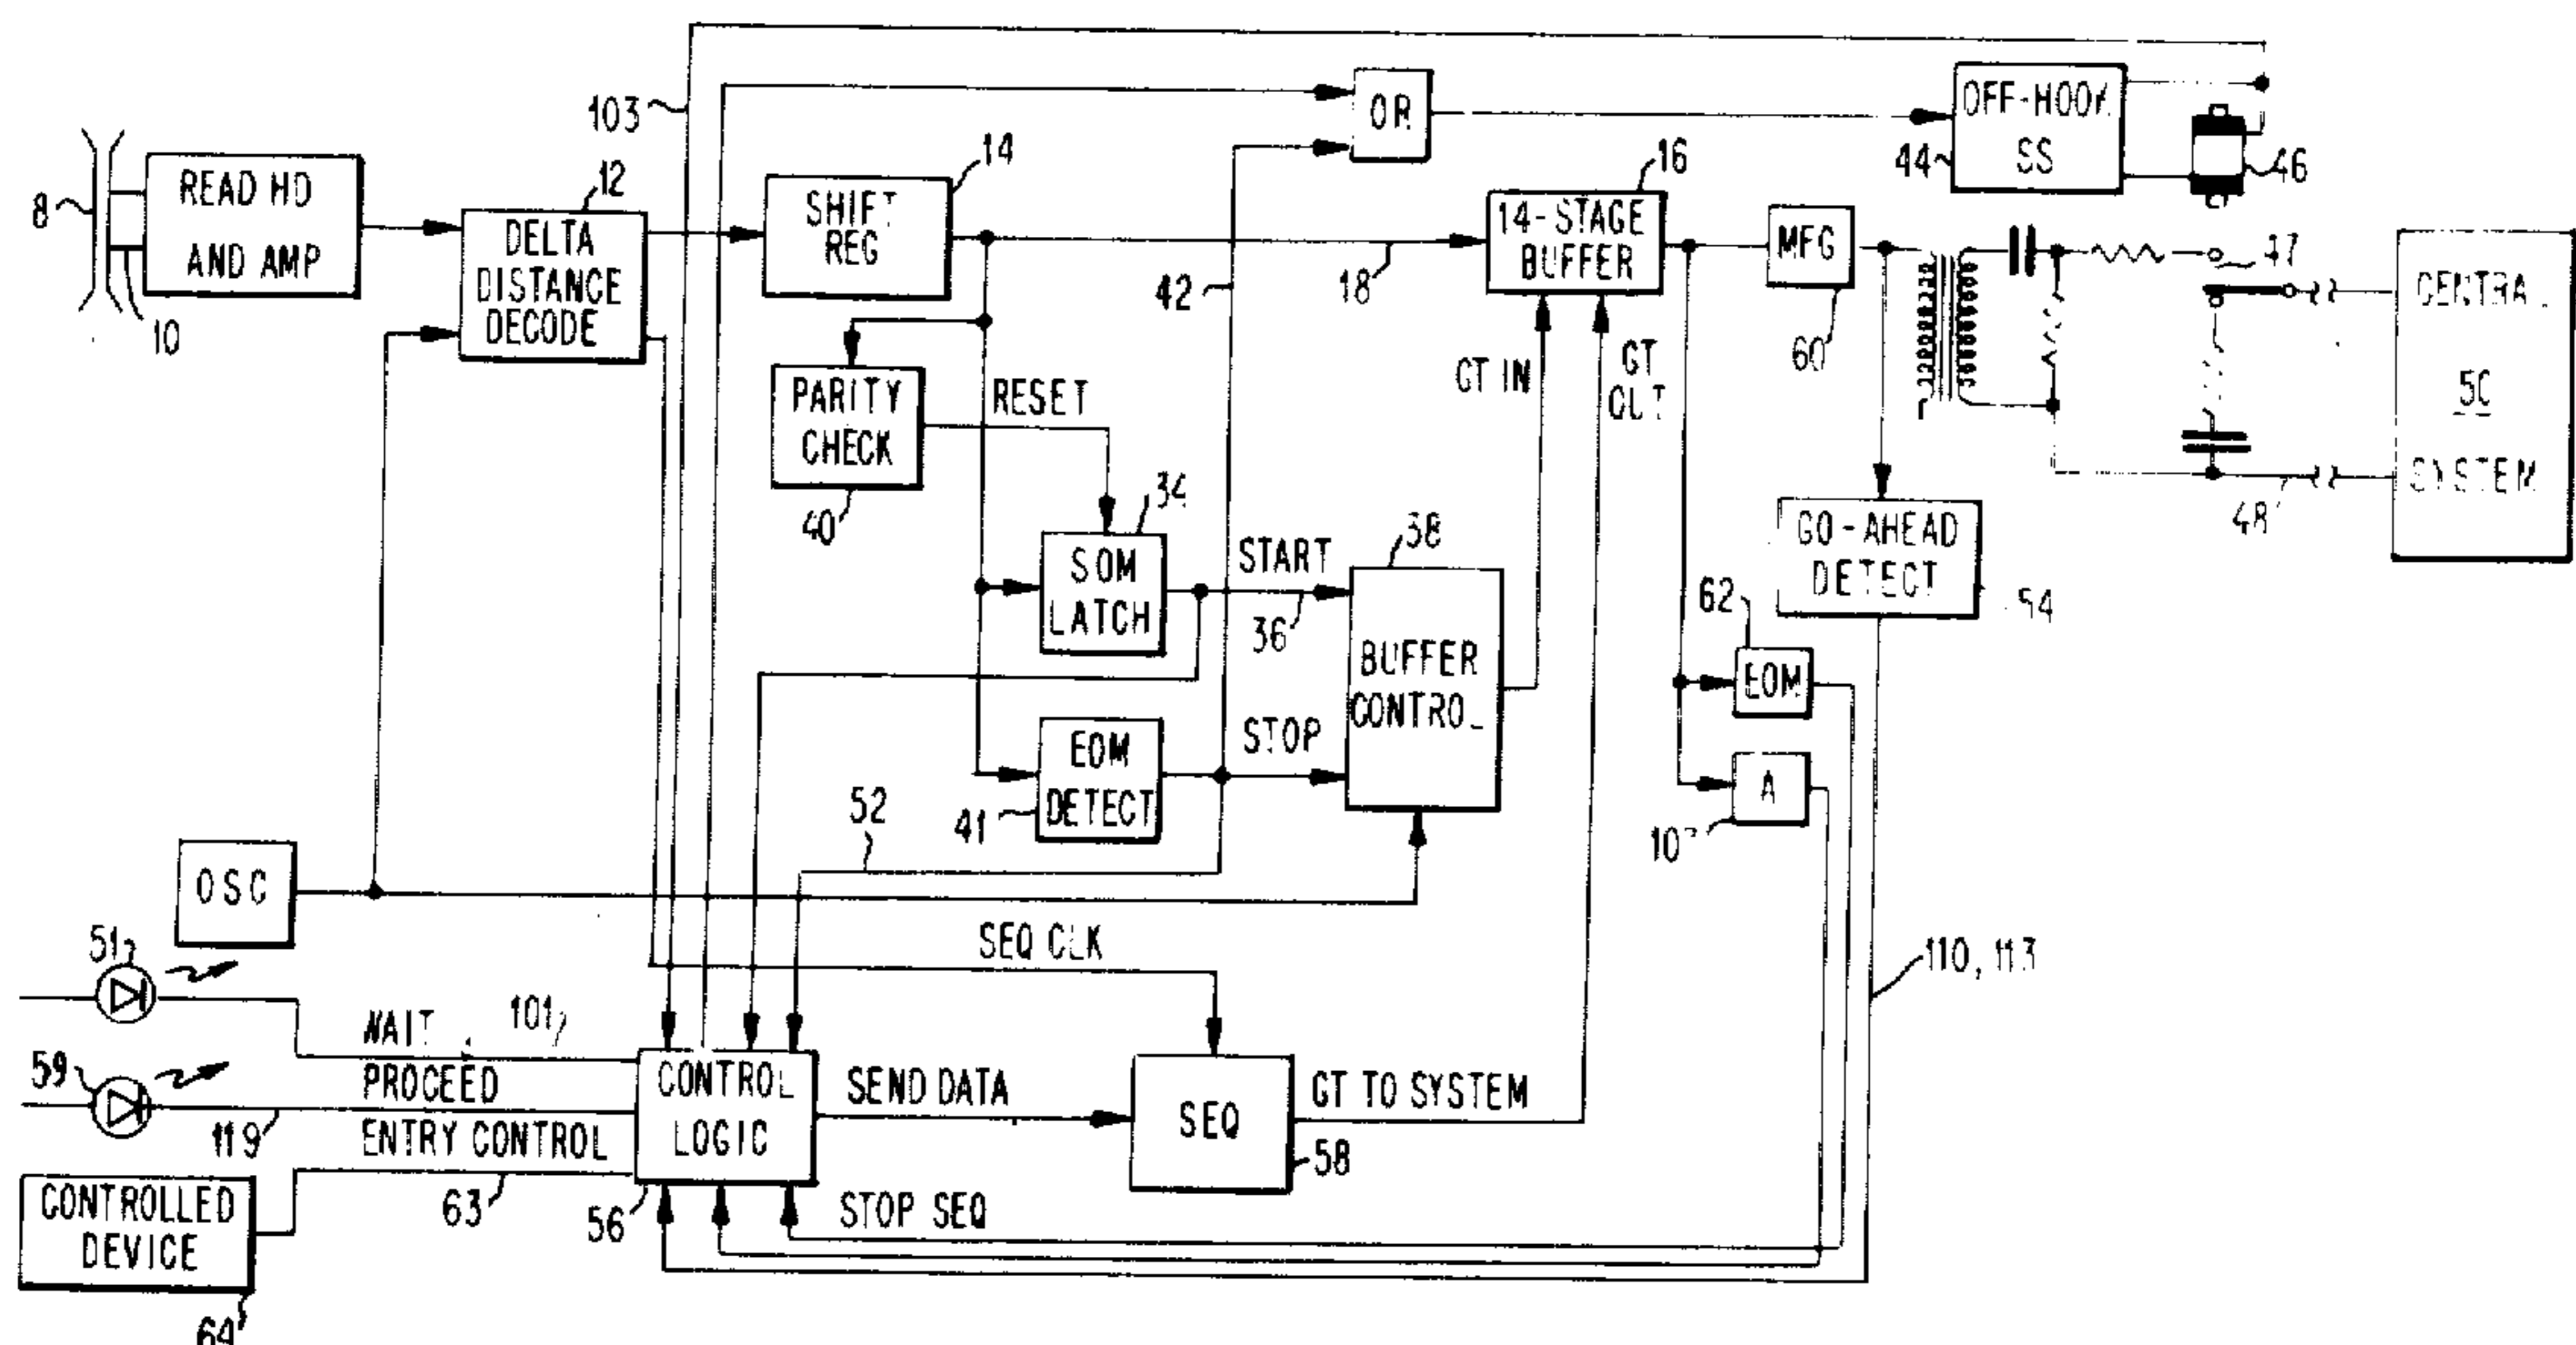 103
OR
OFF-HOOK
SS
44
46
8
READ HD
AND AMP
10
12
DELTA
DISTANCE
DECODE
14
SHIFT
REG
42
18
16
14-STAGE
BUFFER
MFG
60
47
CENTRAL
50
SYSTEM
48
PARITY
CHECK
40
RESET
GT IN
GT
OUT
34
SOM
LATCH
START
36
38
BUFFER
CONTROL
GO-AHEAD
DETECT
54
62
EOM
EOM
DETECT
41
STOP
52
A
OSC
51
SEQ CLK
110, 113
WAIT
101
59
PROCEED
119
ENTRY CONTROL
63
CONTROL
LOGIC
56
SEND DATA
SEQ
58
GT TO SYSTEM
STOP SEQ
CONTROLLED
DEVICE
64